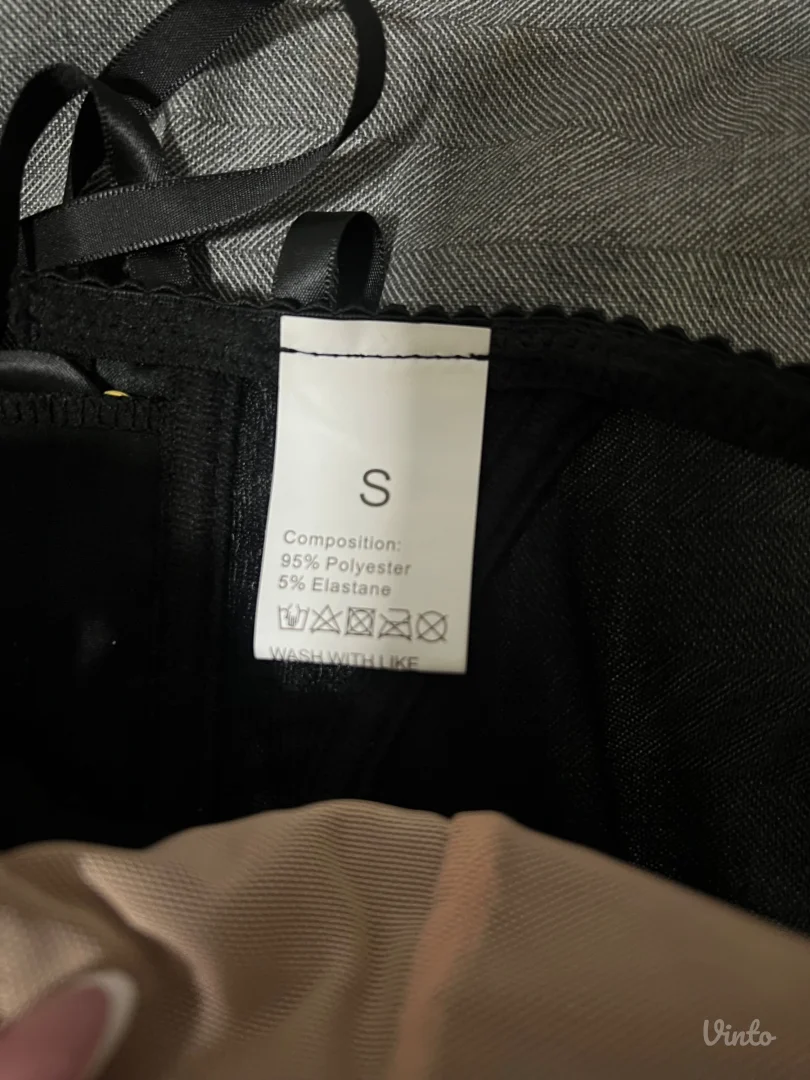 S
Composition:
95% Polyester
5% Elastane
WASH WITH LIKE
Vinto